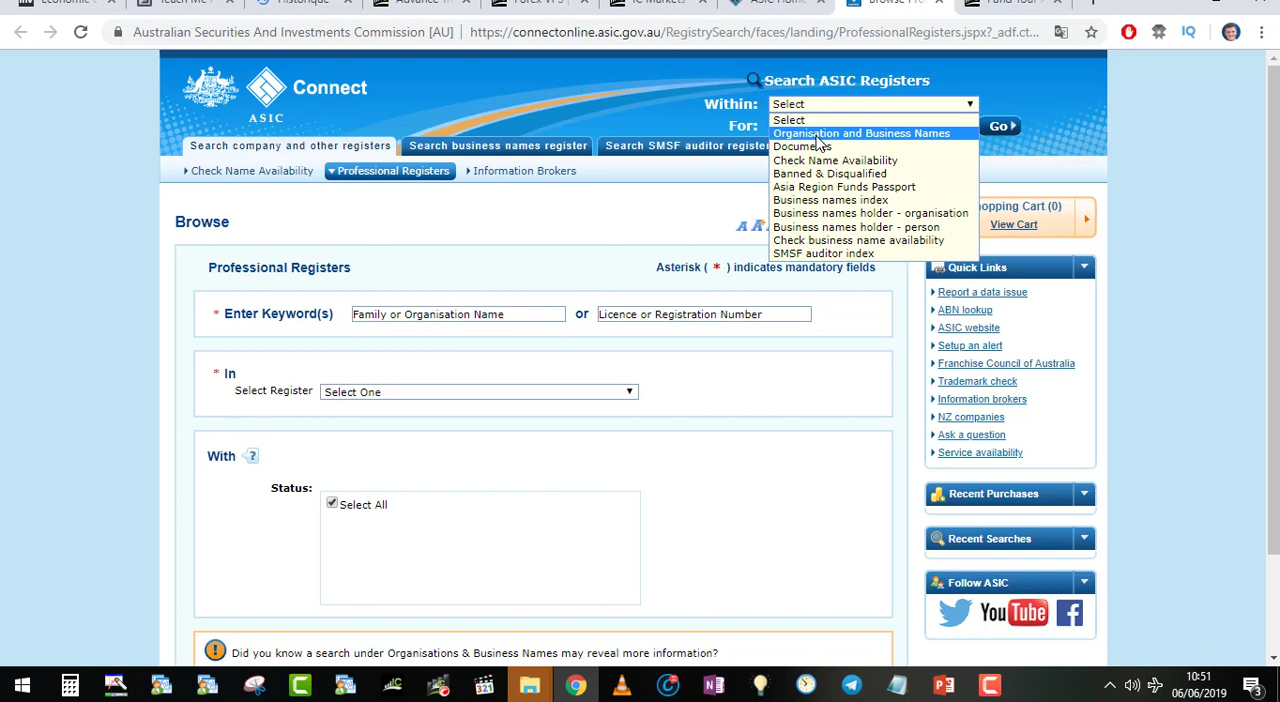 Australian Securities And Investments Commission [AU]
https://connectonline.asic.gov.au/RegistrySearch/faces/landing/ProfessionalRegisters.jspx?_adf.ct...
IQ
ASIC
Connect
Search ASIC Registers
Within:
Select
For:
Go
Select
Organisation and Business Names
Documents
Check Name Availability
Banned & Disqualified
Asia Region Funds Passport
Business names index
Business names holder - organisation
Business names holder - person
Check business name availability
SMSF auditor index
Search company and other registers
Search business names register
Search SMSF auditor register
Check Name Availability
Professional Registers
Information Brokers
Browse
A A
hopping Cart (0)
View Cart
Professional Registers
Asterisk ( * ) indicates mandatory fields
* Enter Keyword(s)
Family or Organisation Name
or
Licence or Registration Number
* In
Select Register
Select One
With
?
Status:
Select All
Did you know a search under Organisations & Business Names may reveal more information?
Quick Links
Report a data issue
ABN lookup
ASIC website
Setup an alert
Franchise Council of Australia
Trademark check
Information brokers
NZ companies
Ask a question
Service availability
Recent Purchases
Recent Searches
Follow ASIC
YouTube
10:51
06/06/2019
3